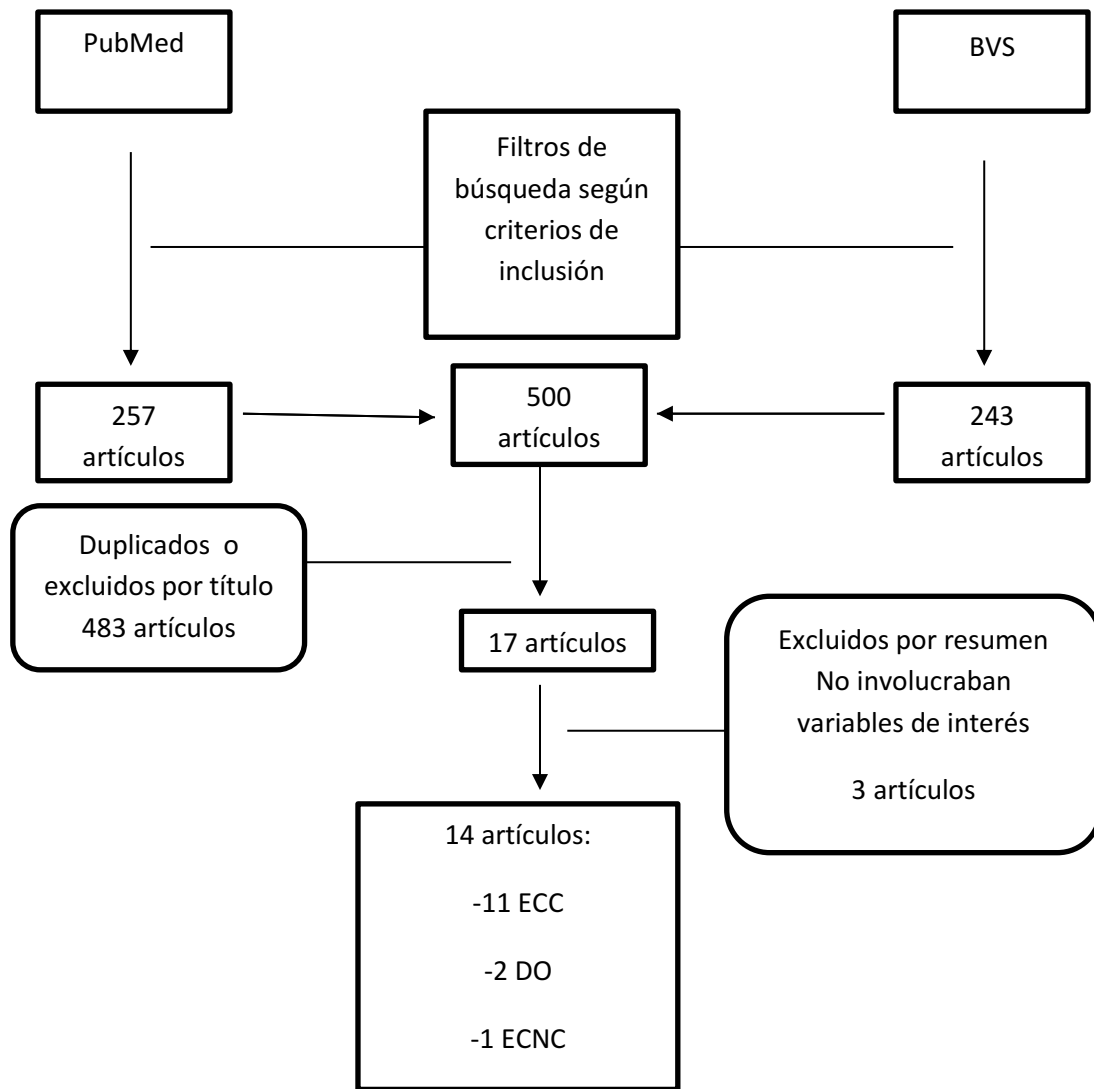 PubMed
BVS
Filtros de
búsqueda según
criterios de
inclusión
257
artículos
500
artículos
243
artículos
Duplicados o
excluidos por título
483 artículos
17 artículos
Excluidos por resumen
No involucraban
variables de interés
3 artículos
14 artículos:
-11 ECC
-2 DO
-1 ECNC